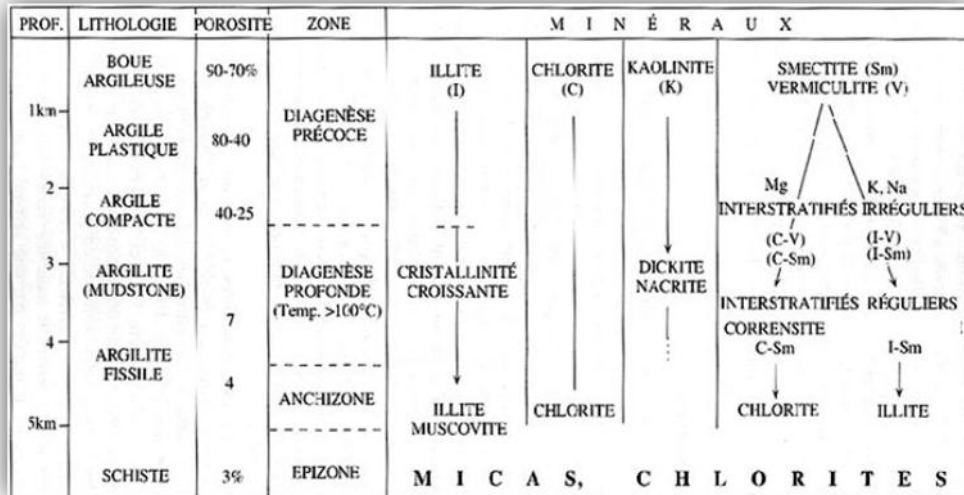 PROF. LITHOLOGIE POROSITE ZONE M I N É R A U X
BOUE ARGILEUSE 90-70% ILLITE (I) CHLORITE (C) KAOLINITE (K) SMECTITE (Sm) VERMICULITE (V)
1km DIAGENÈSE PRÉCOCE
ARGILE PLASTIQUE 80-40
2 Mg K, Na
ARGILE COMPACTE 40-25 INTERSTRATIFIÉS IRRÉGULIERS
(C-V) (I-V)
(C-Sm) (I-Sm)
3 ARGILITE (MUDSTONE) DIAGENÈSE PROFONDE (Temp. >100°C) CRISTALLINITÉ CROISSANTE DICKITE NACRITE
INTERSTRATIFIÉS RÉGULIERS
7 CORRENSITE
4 C-Sm I-Sm
ARGILITE FISSILE 4
ANCHIZONE ILLITE MUSCOVITE CHLORITE CHLORITE ILLITE
5km
SCHISTE 3% EPIZONE M I C A S, C H L O R I T E S